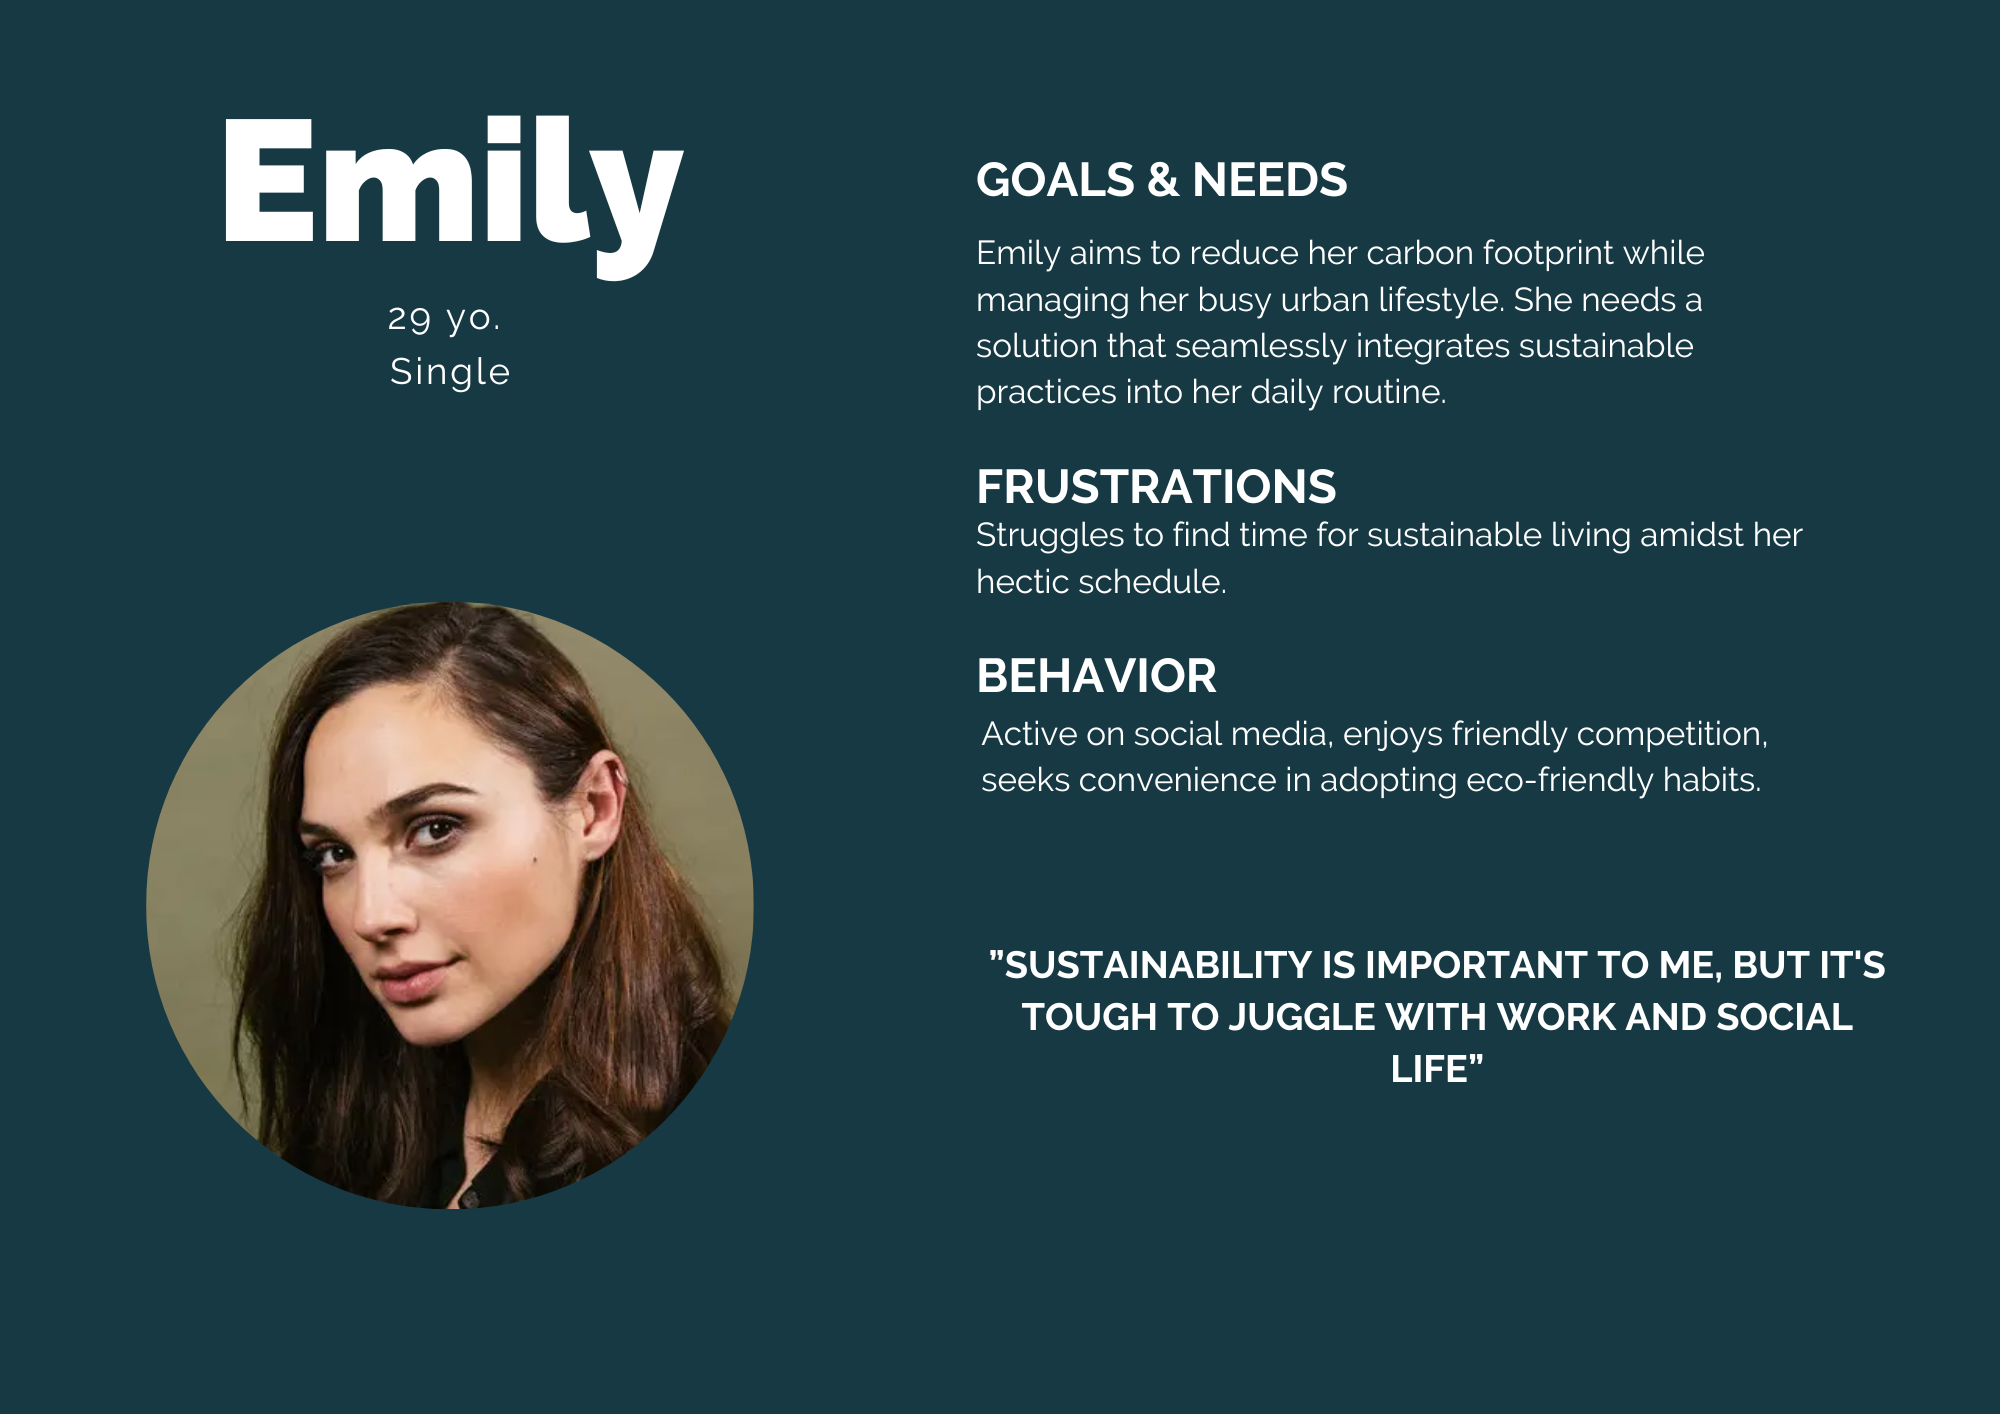 Emily
29 yo.
Single
GOALS & NEEDS
Emily aims to reduce her carbon footprint while
managing her busy urban lifestyle. She needs a
solution that seamlessly integrates sustainable
practices into her daily routine.
FRUSTRATIONS
Struggles to find time for sustainable living amidst her
hectic schedule.
BEHAVIOR
Active on social media, enjoys friendly competition,
seeks convenience in adopting eco-friendly habits.
”SUSTAINABILITY IS IMPORTANT TO ME, BUT IT'S
TOUGH TO JUGGLE WITH WORK AND SOCIAL
LIFE”